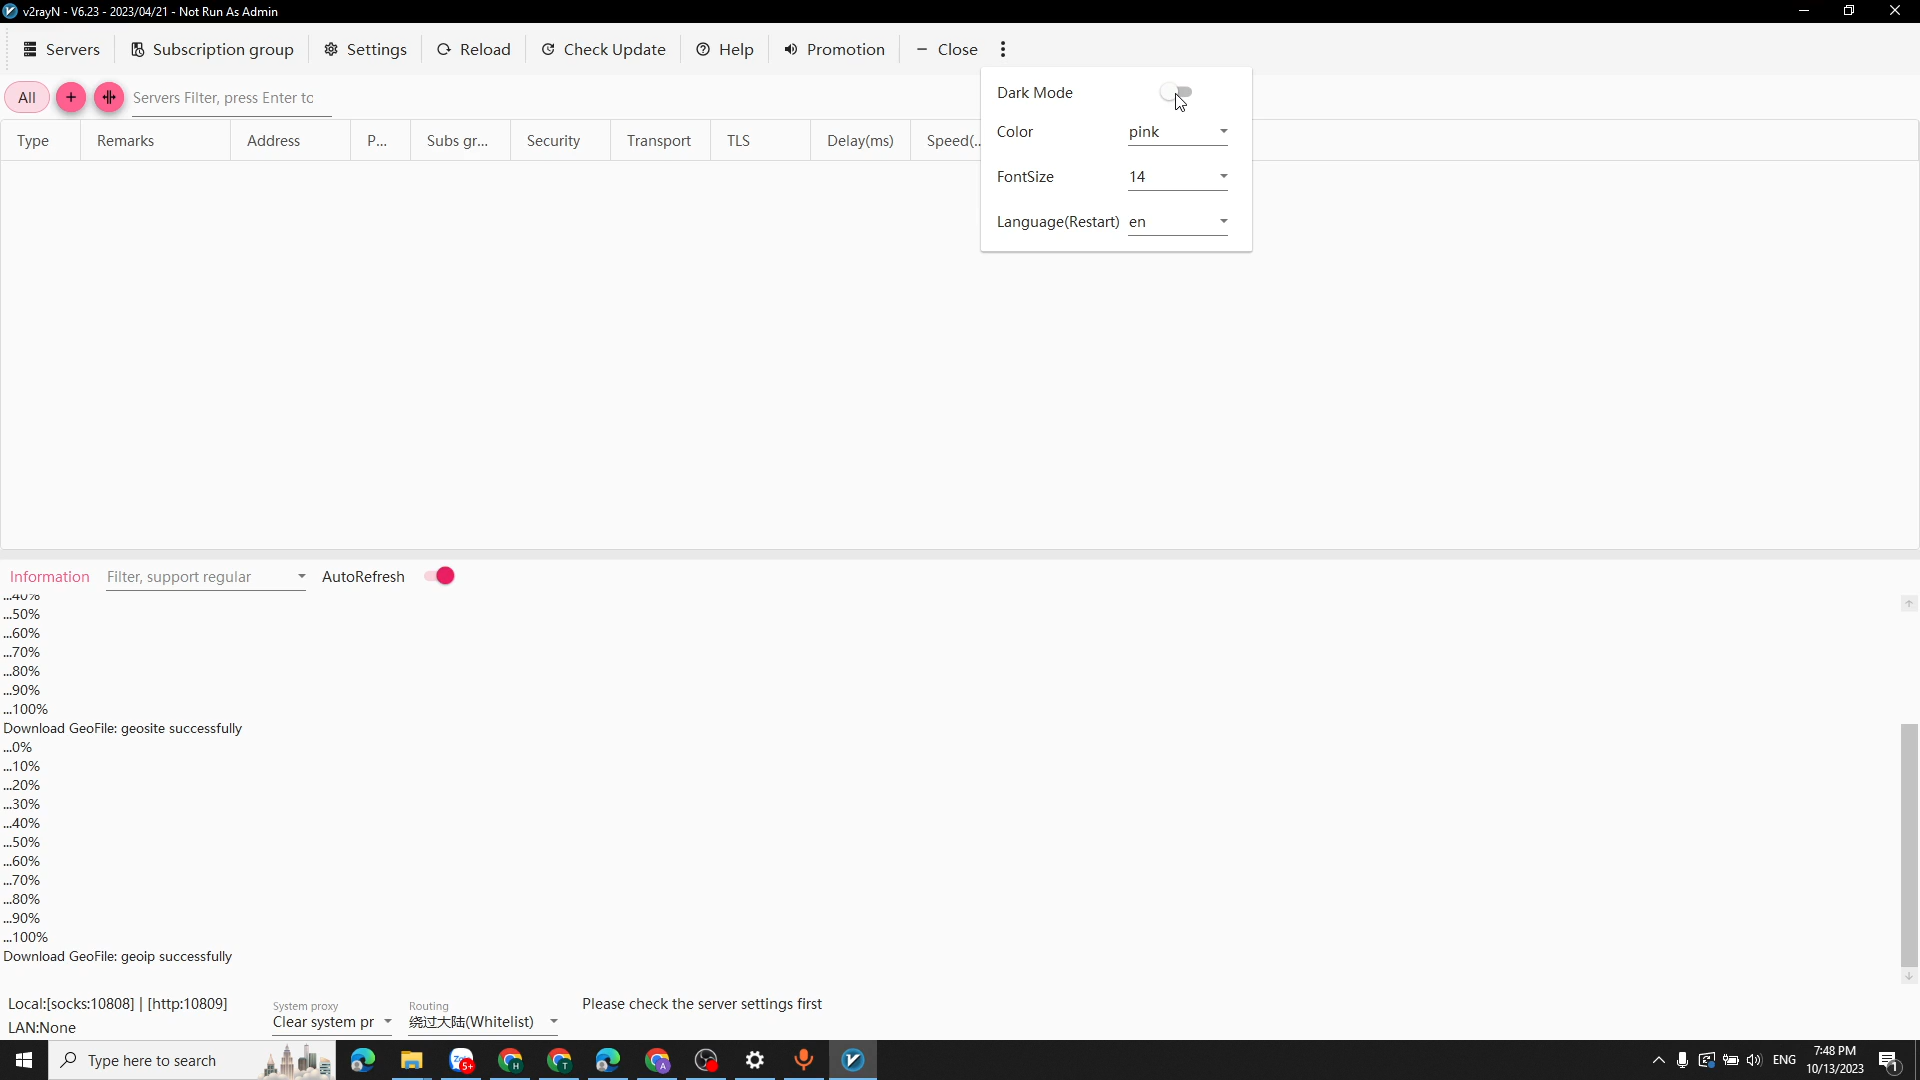 v2rayN - V6.23 - 2023/04/21 - Not Run As Admin
Servers
Subscription group
Settings
Reload
Check Update
Help
Promotion
Close
All
Servers Filter, press Enter to
Dark Mode
Color
pink
FontSize
14
Language(Restart)
en
Type
Remarks
Address
P...
Subs gr...
Security
Transport
TLS
Delay(ms)
Speed(...
Information
Filter, support regular
AutoRefresh
...40%
...50%
...60%
...70%
...80%
...90%
...100%
Download GeoFile: geosite successfully
...0%
...10%
...20%
...30%
...40%
...50%
...60%
...70%
...80%
...90%
...100%
Download GeoFile: geoip successfully
Local:[socks:10808] | [http:10809]
LAN:None
System proxy
Clear system pr
Routing
绕过大陆(Whitelist)
Please check the server settings first
Type here to search
5+
H
T
A
ENG
7:48 PM
10/13/2023
1